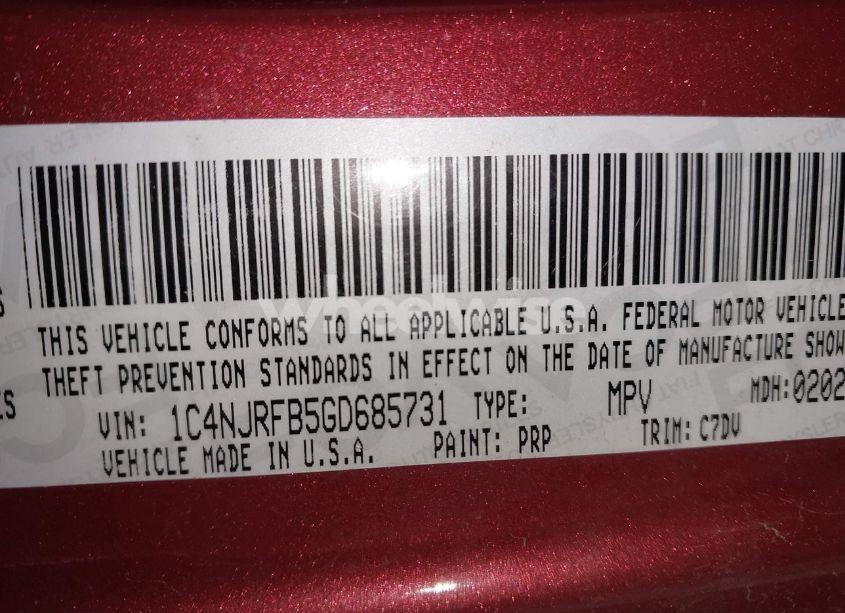 THIS VEHICLE CONFORMS TO ALL APPLICABLE U.S.A. FEDERAL MOTOR VEHICLE
THEFT PREVENTION STANDARDS IN EFFECT ON THE DATE OF MANUFACTURE SHOW
VIN: 1C4NJRFB5GD685731 TYPE: MPV MDH: 0202
VEHICLE MADE IN U.S.A. PAINT: PRP TRIM: C7DV
wheelwise